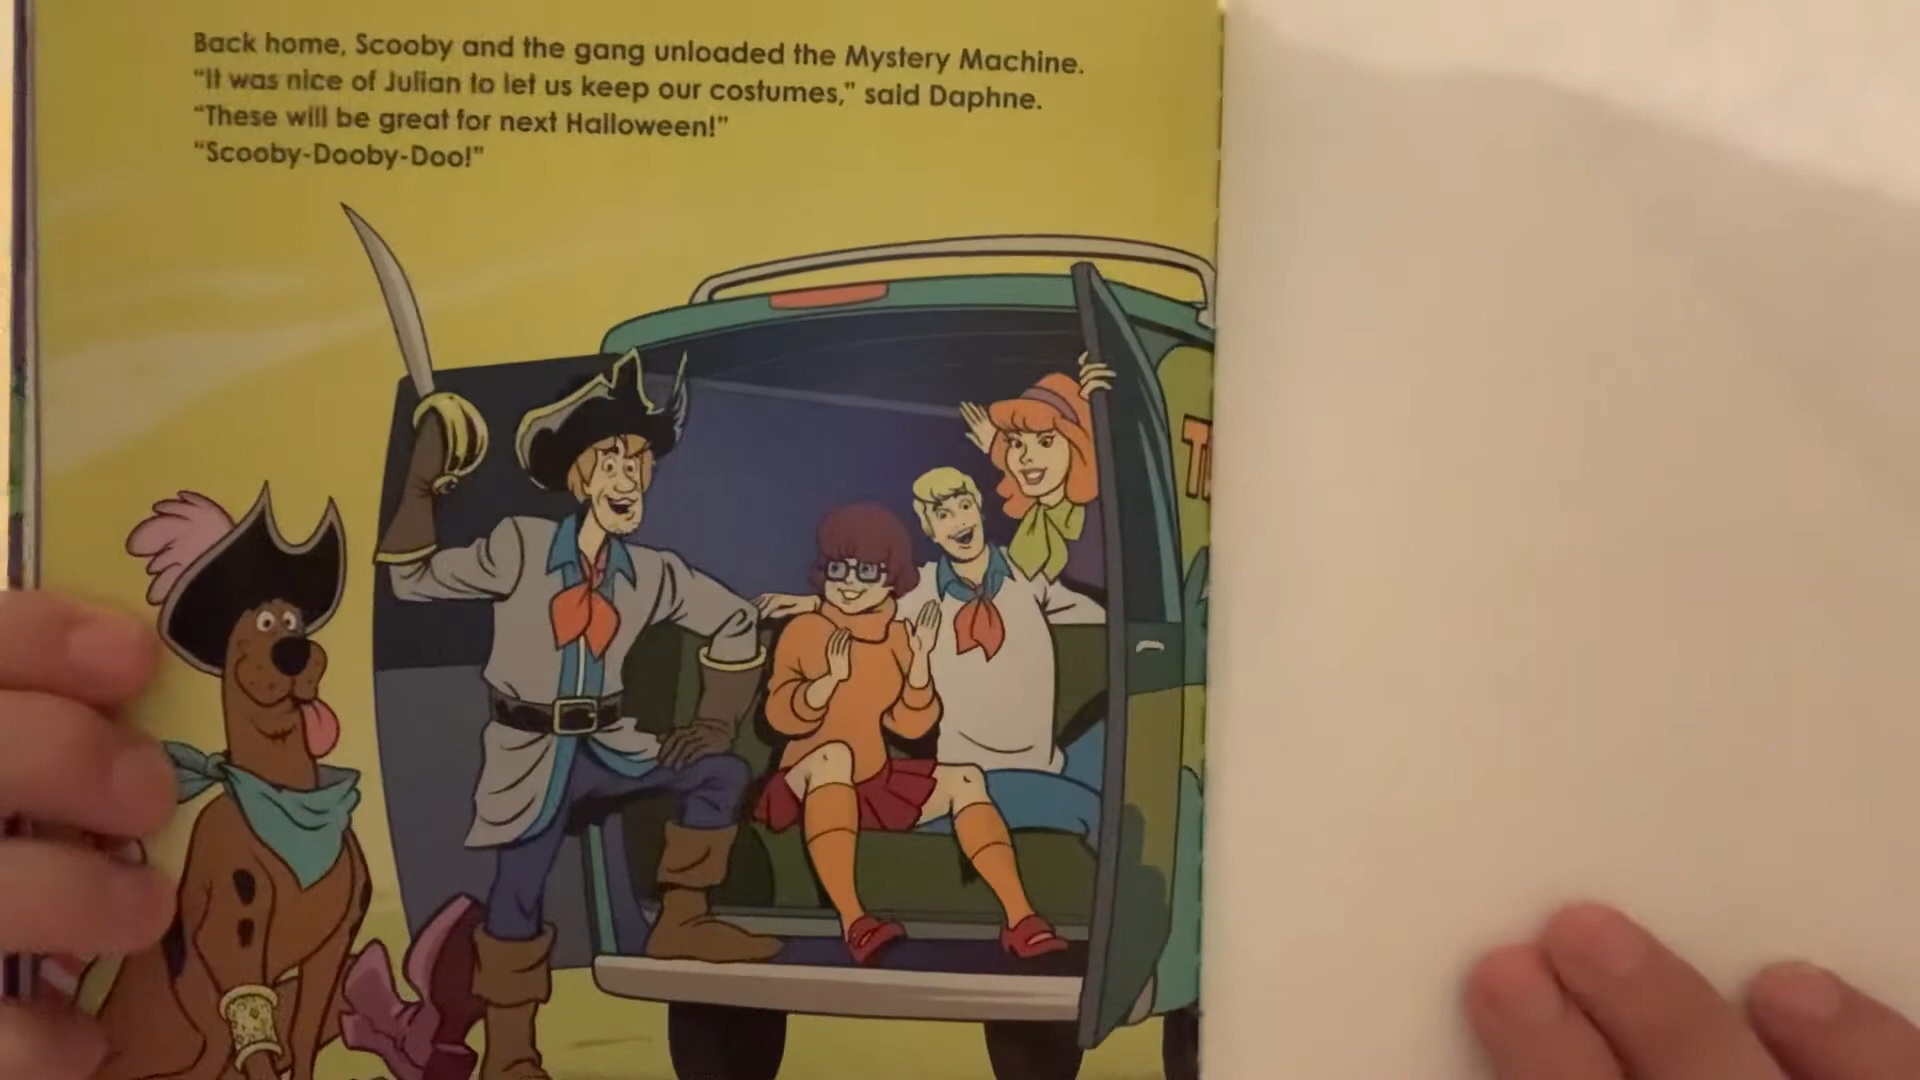 Back home, Scooby and the gang unloaded the Mystery Machine.
“It was nice of Julian to let us keep our costumes,” said Daphne.
“These will be great for next Halloween!”
“Scooby-Dooby-Doo!”